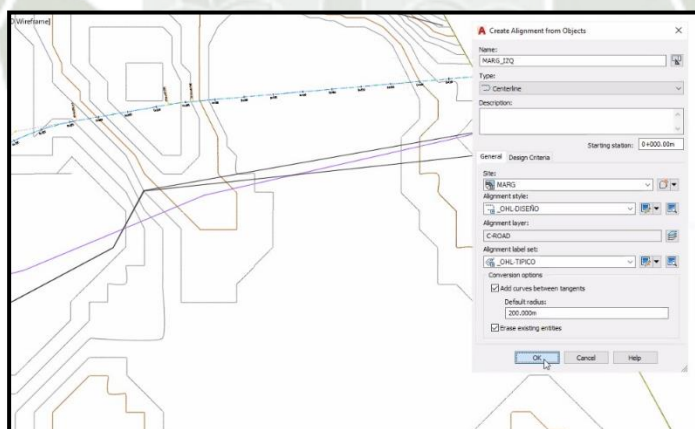 D Wireframe]
Create Alignment from Objects
Name:
MARG_IZQ
Type:
Centerline
Description:
Starting station: 0+000.00m
General Design Criteria
Site:
MARG
Alignment style:
_OHL-DISEÑO
Alignment layer:
C-ROAD
Alignment label set:
_OHL-TIPICO
Conversion options
Add curves between tangents
Default radius:
200.000m
Erase existing entities
OK Cancel Help